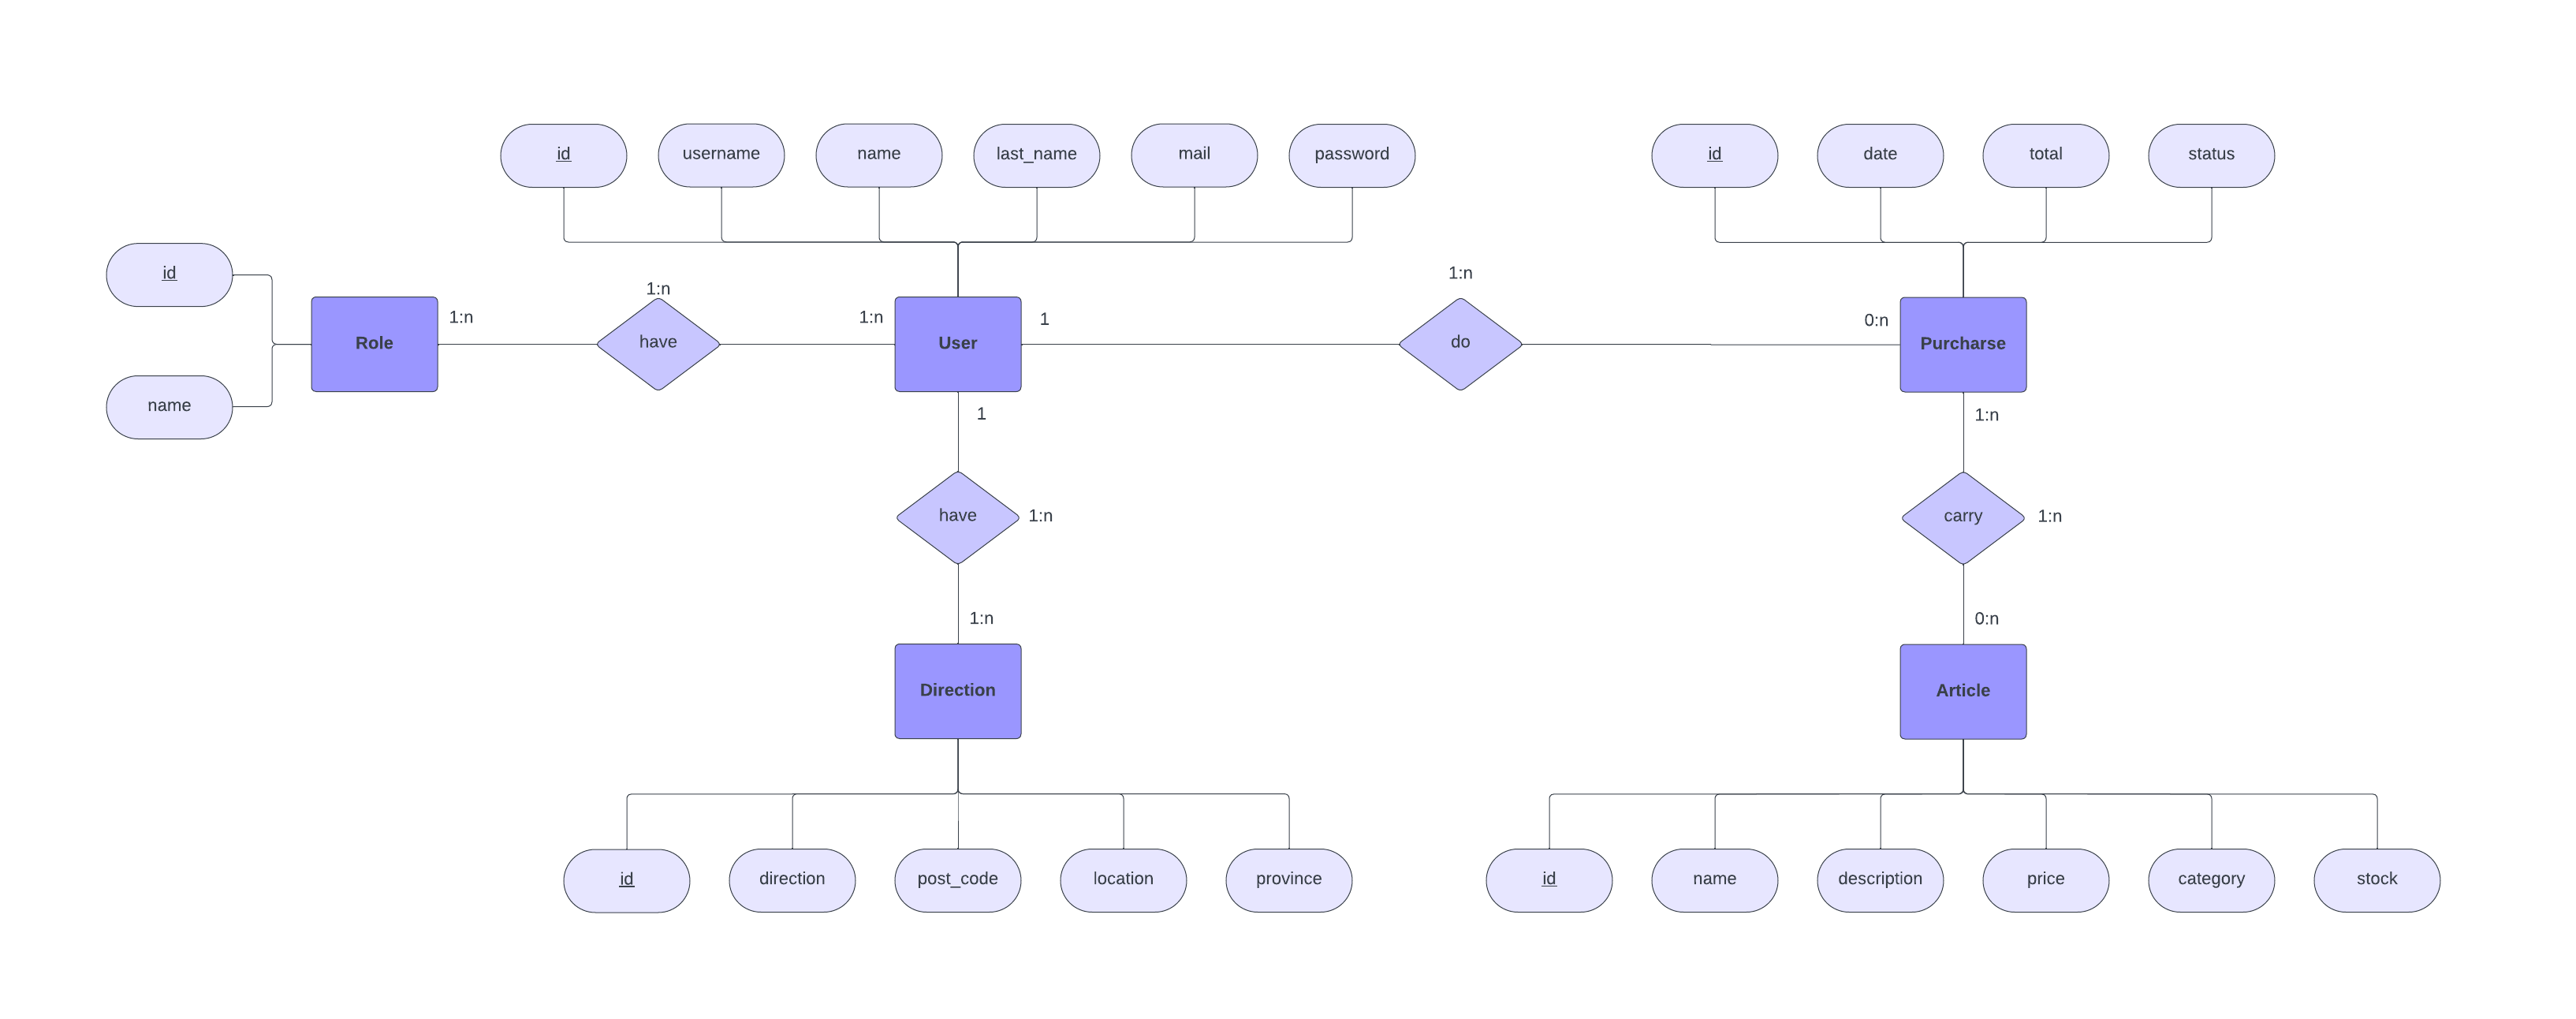 id
username
name
last_name
mail
password
id
date
total
status
id
name
Role
1:n
1:n
have
1:n
User
1
1:n
do
0:n
Purcharse
1
have
1:n
1:n
Direction
1:n
carry
1:n
0:n
Article
id
direction
post_code
location
province
id
name
description
price
category
stock